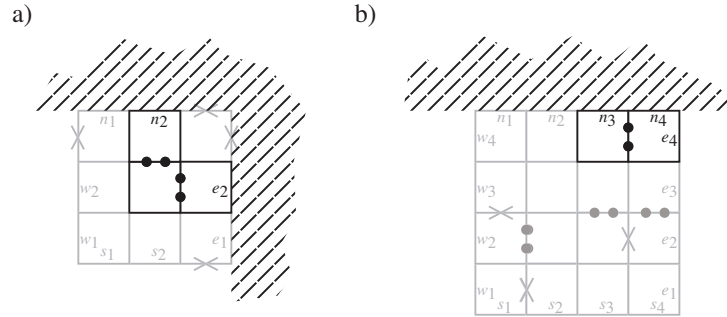 a)
b)
n1 n2
w2 e2
w1 e1
s1 s2
n1 n2 n3 n4
w4 e4
w3 e3
w2 e2
w1 e1
s1 s2 s3 s4